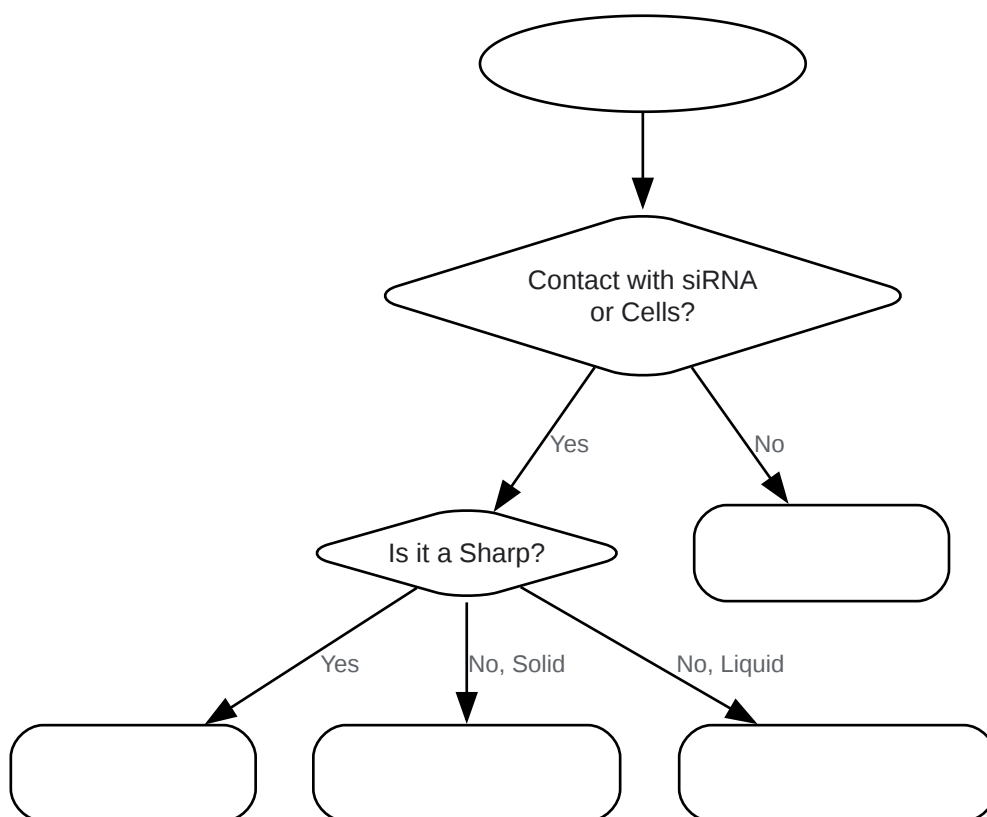 Contact with siRNA
or Cells?
Yes
No
Is it a Sharp?
Yes
No, Solid
No, Liquid